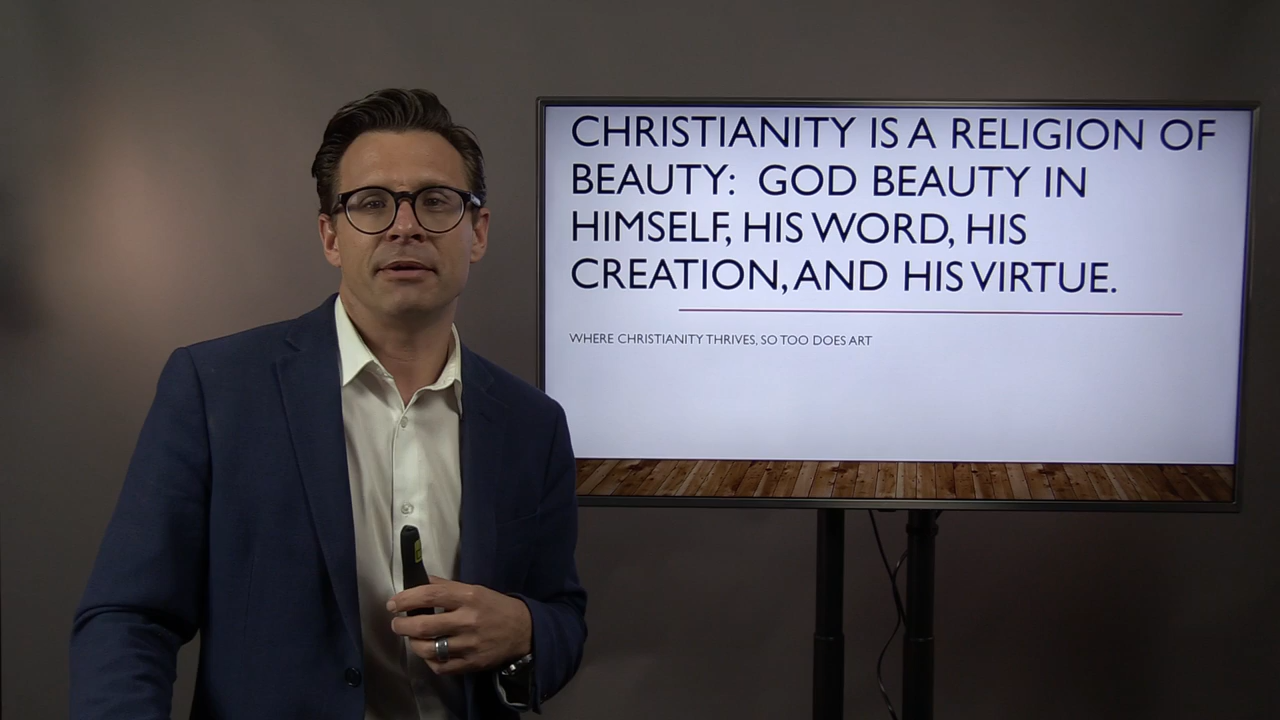 CHRISTIANITY IS A RELIGION OF
BEAUTY: GOD BEAUTY IN
HIMSELF, HIS WORD, HIS
CREATION, AND HIS VIRTUE.
WHERE CHRISTIANITY THRIVES, SO TOO DOES ART